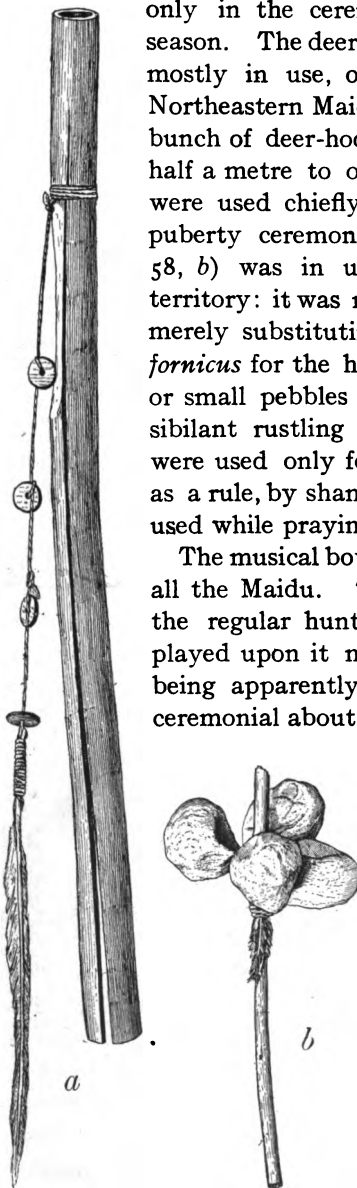 only in the cere
season. The deer
mostly in use, o
Northeastern Mai
bunch of deer-hoo
half a metre to o
were used chiefly
puberty ceremon
58, b) was in u
territory: it was r
merely substituti
fornicus for the h
or small pebbles
sibilant rustling
were used only fo
as a rule, by shan
used while prayin
The musical bo
all the Maidu.
the regular hunt
played upon it n
being apparently
ceremonial about
a
b